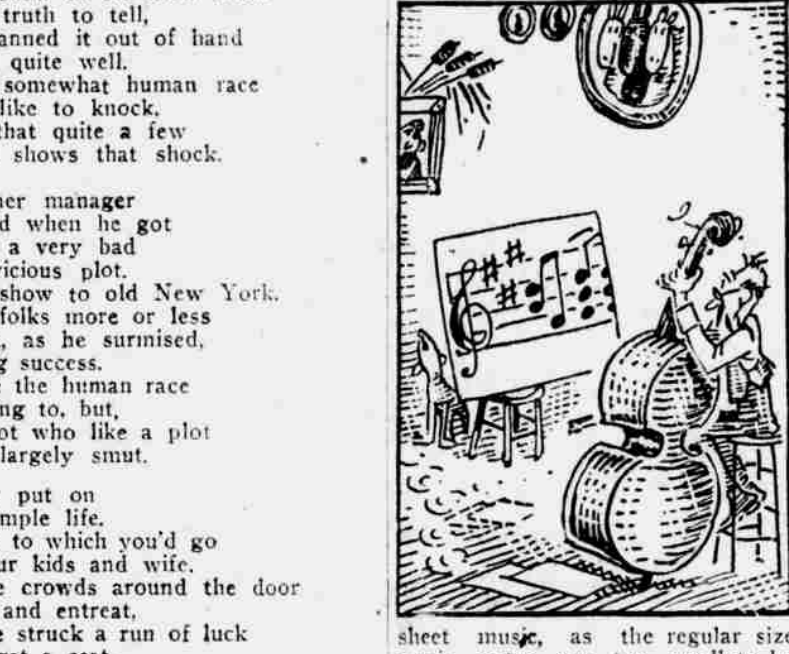 truth to tell,
anned it out of hand
quite well.
somewhat human race
like to knock,
that quite a few
shows that shock.
ner manager
d when he got
a very bad
icious plot.
show to old New York.
folks more or less
, as he surmised,
g success.
the human race
ng to, but,
ot who like a plot
largely smut.
put on
mple life.
to which you'd go
ur kids and wife.
e crowds around the door
and entreat,
e struck a run of luck
sheet music, as the regular size